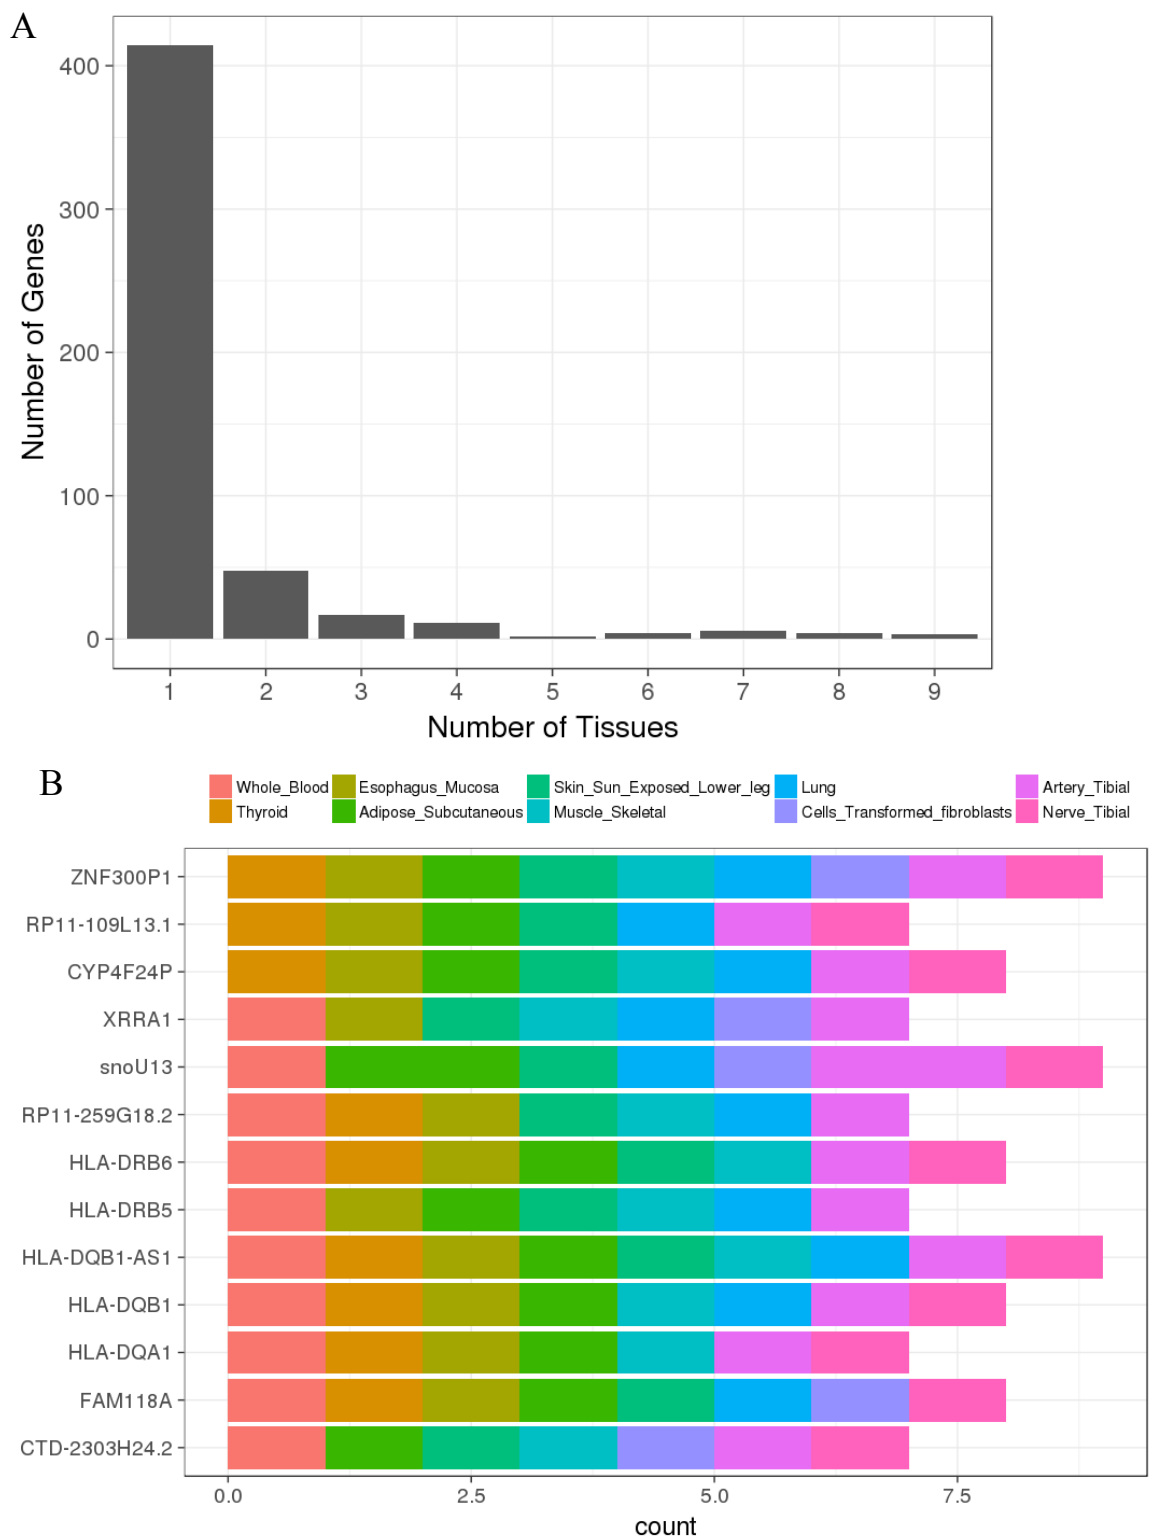 A
400
300
200
100
0
Number of Genes
1 2 3 4 5 6 7 8 9
Number of Tissues
B
Whole_Blood Esophagus_Mucosa Skin_Sun_Exposed_Lower_leg Lung Artery_Tibial
Thyroid Adipose_Subcutaneous Muscle_Skeletal Cells_Transformed_fibroblasts Nerve_Tibial
ZNF300P1
RP11-109L13.1
CYP4F24P
XRRA1
snoU13
RP11-259G18.2
HLA-DRB6
HLA-DRB5
HLA-DQB1-AS1
HLA-DQB1
HLA-DQA1
FAM118A
CTD-2303H24.2
0.0 2.5 5.0 7.5
count